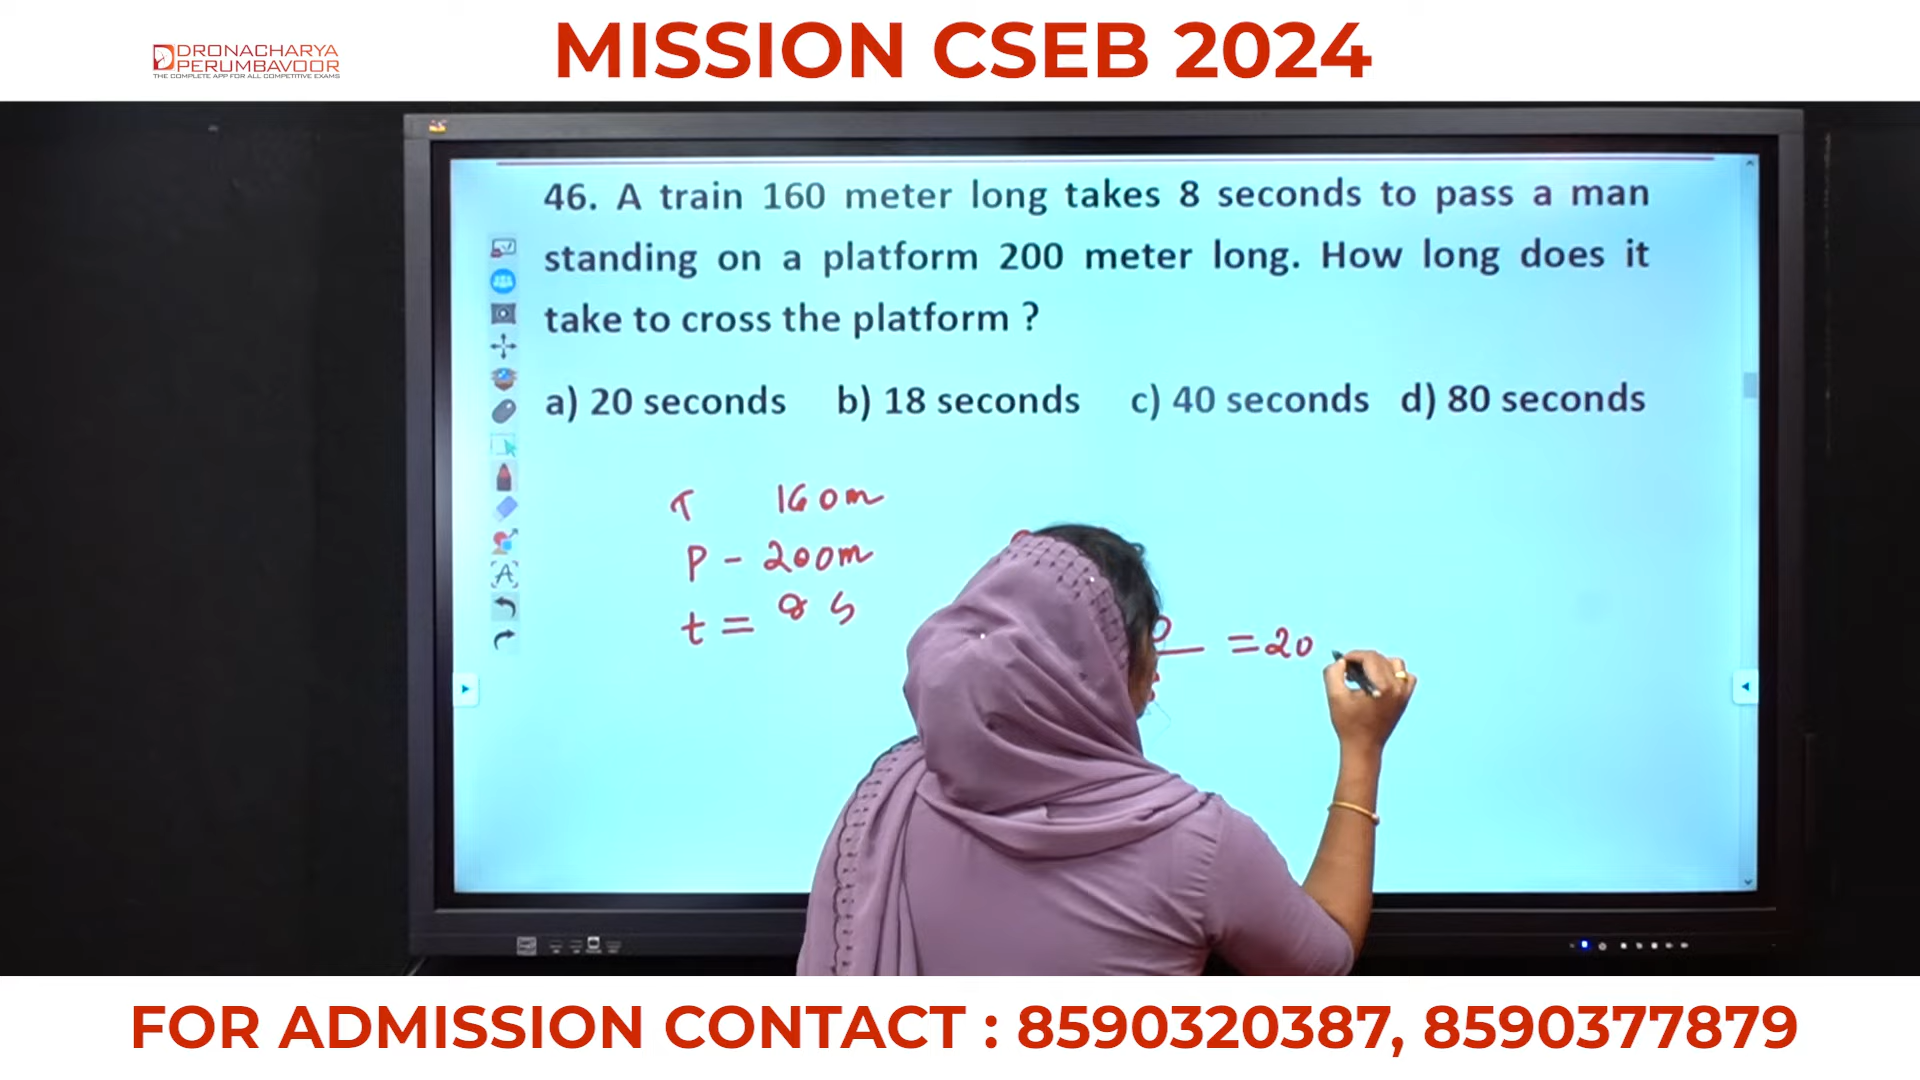 DRONACHARYA
PERUMBAVOOR
THE COMPLETE APP FOR ALL COMPETITIVE EXAMS
MISSION CSEB 2024
46. A train 160 meter long takes 8 seconds to pass a man
standing on a platform 200 meter long. How long does it
take to cross the platform ?
a) 20 seconds b) 18 seconds c) 40 seconds d) 80 seconds
T 160m
P - 200m
t = 8 s
= 20
FOR ADMISSION CONTACT : 8590320387, 8590377879